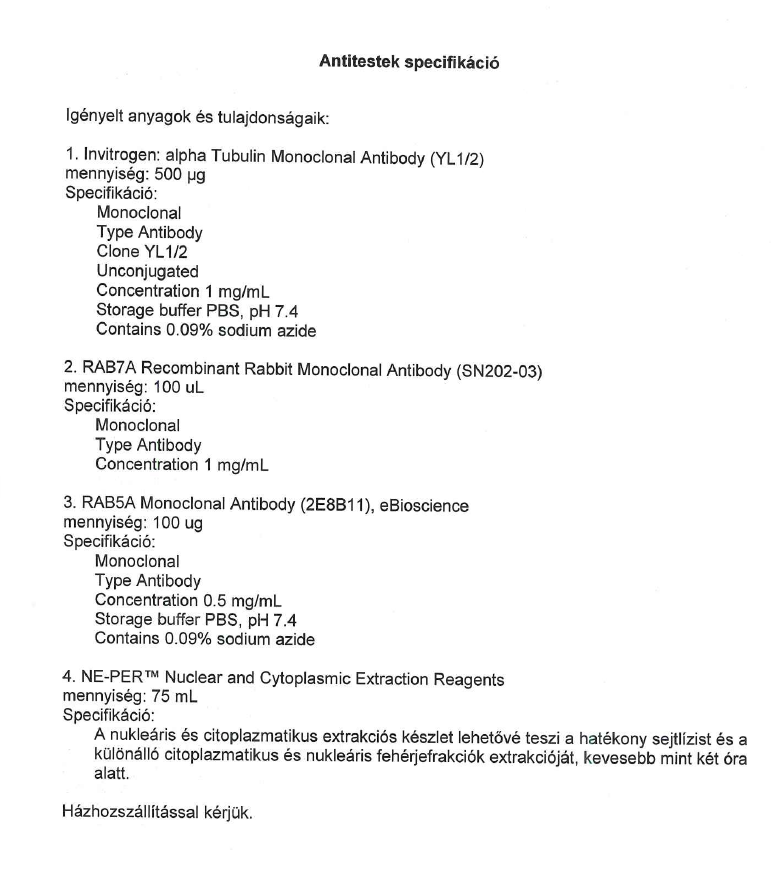 Antitestek specifikáció
Igényelt anyagok és tulajdonságaik:
1. Invitrogen: alpha Tubulin Monoclonal Antibody (YL1/2)
mennyiség: 500 µg
Specifikáció:
Monoclonal
Type Antibody
Clone YL1/2
Unconjugated
Concentration 1 mg/mL
Storage buffer PBS, pH 7.4
Contains 0.09% sodium azide
2. RAB7A Recombinant Rabbit Monoclonal Antibody (SN202-03)
mennyiség: 100 uL
Specifikáció:
Monoclonal
Type Antibody
Concentration 1 mg/mL
3. RAB5A Monoclonal Antibody (2E8B11), eBioscience
mennyiség: 100 ug
Specifikáció:
Monoclonal
Type Antibody
Concentration 0.5 mg/mL
Storage buffer PBS, pH 7.4
Contains 0.09% sodium azide
4. NE-PER™ Nuclear and Cytoplasmic Extraction Reagents
mennyiség: 75 mL
Specifikáció:
A nukleáris és citoplazmatikus extrakciós készlet lehetővé teszi a hatékony sejtlízist és a
különálló citoplazmatikus és nukleáris fehérjefrakciók extrakcióját, kevesebb mint két óra
alatt.
Házhozszállítással kérjük.